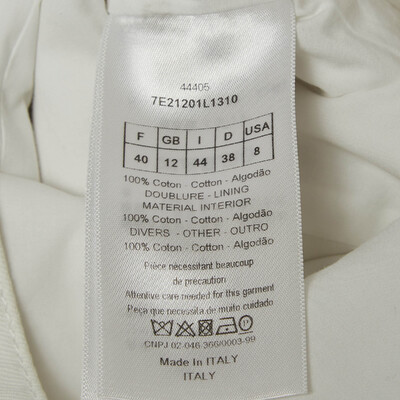 44405
7E21201L1310
F GB I D USA
40 12 44 38 8
100% Coton - Cotton - Algodão
DOUBLURE - LINING
MATERIAL INTERIOR
100% Coton - Cotton - Algodão
DIVERS - OTHER - OUTRO
100% Coton - Cotton - Algodão
Pièce nécessitant beaucoup
de précaution
Attentive care needed for this garment
Peça que necessita de muito cuidado
CNPJ 02-046-366/0003-99
Made in ITALY
ITALY